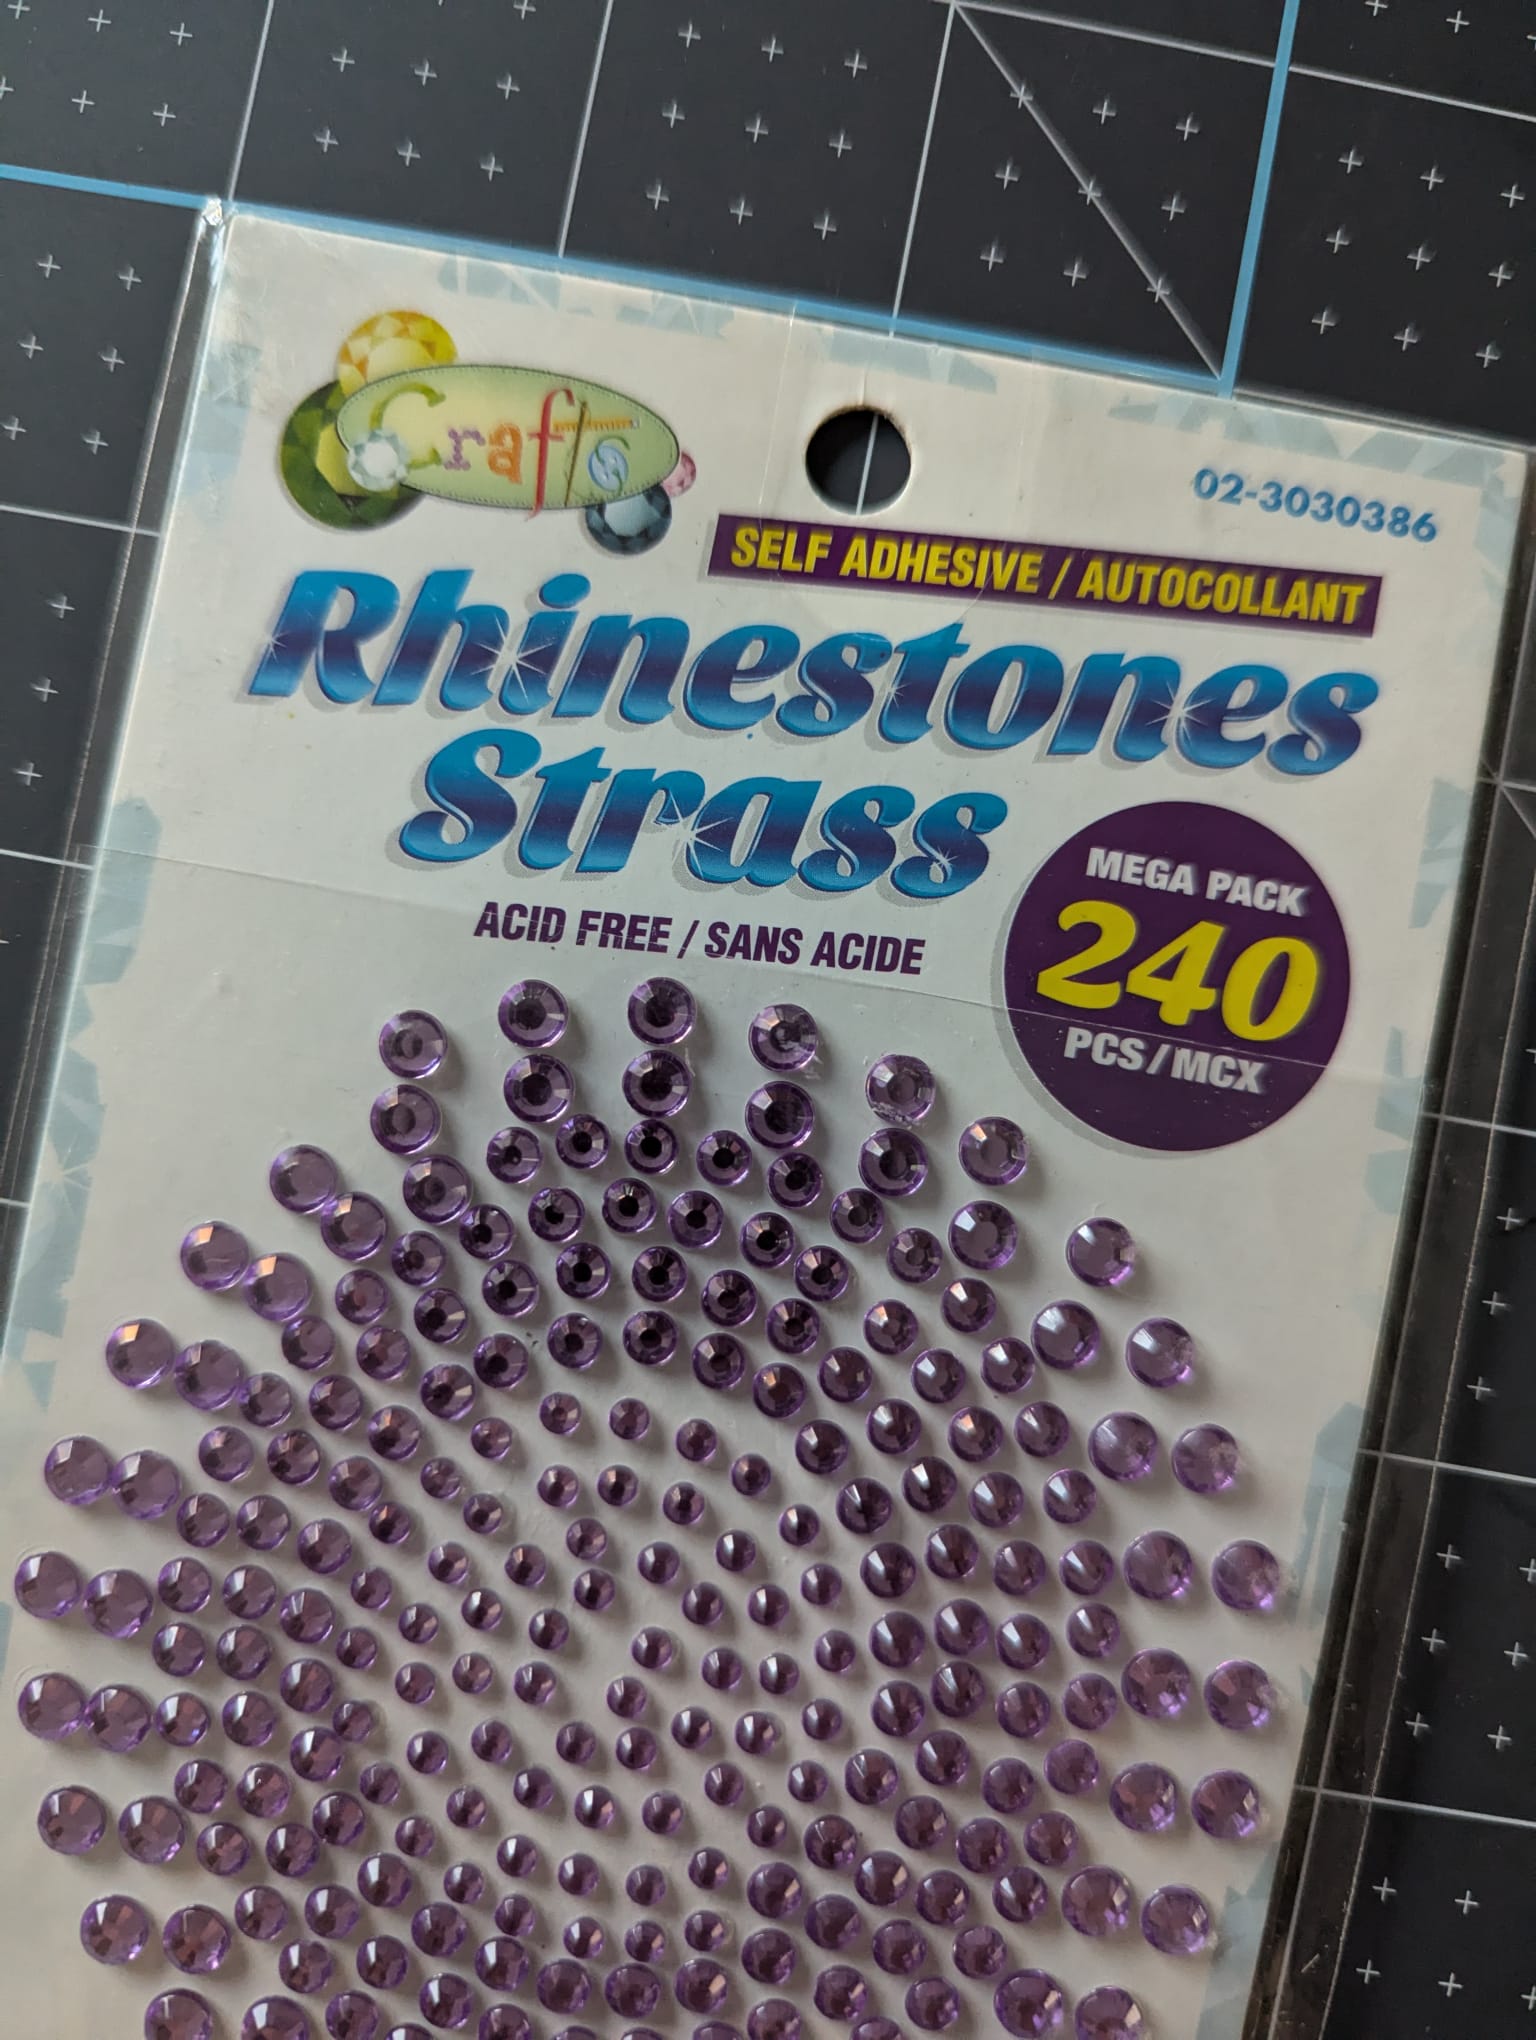 Crafts
02-3030386
SELF ADHESIVE / AUTOCOLLANT
Rhinestones
Strass
ACID FREE / SANS ACIDE
MEGA PACK
240
PCS/MCX